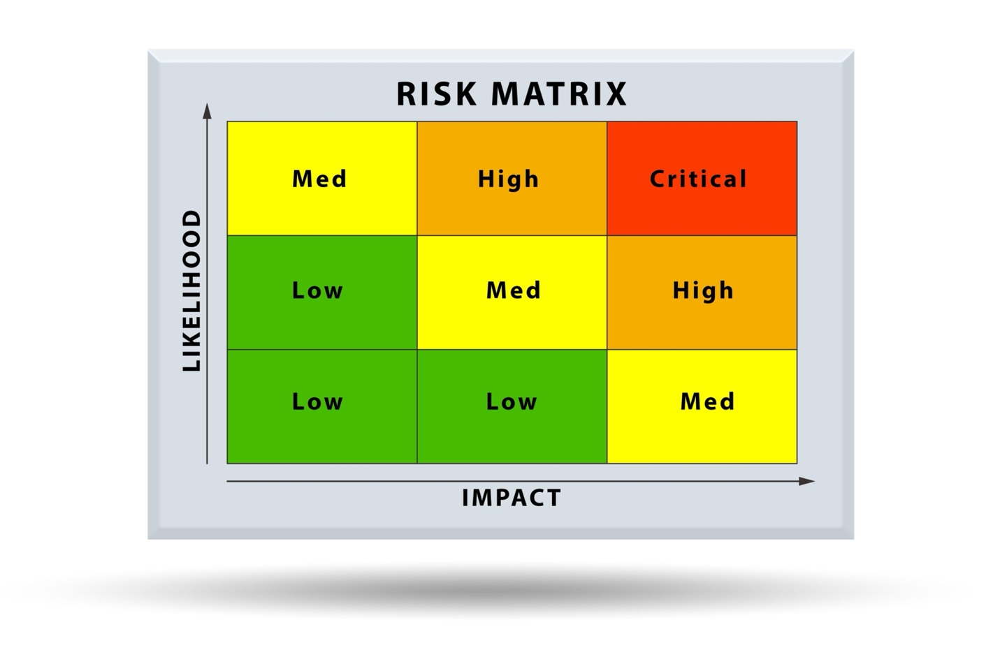 RISK MATRIX
Med High Critical
LIKELIHOOD
Low Med High
Low Low Med
IMPACT